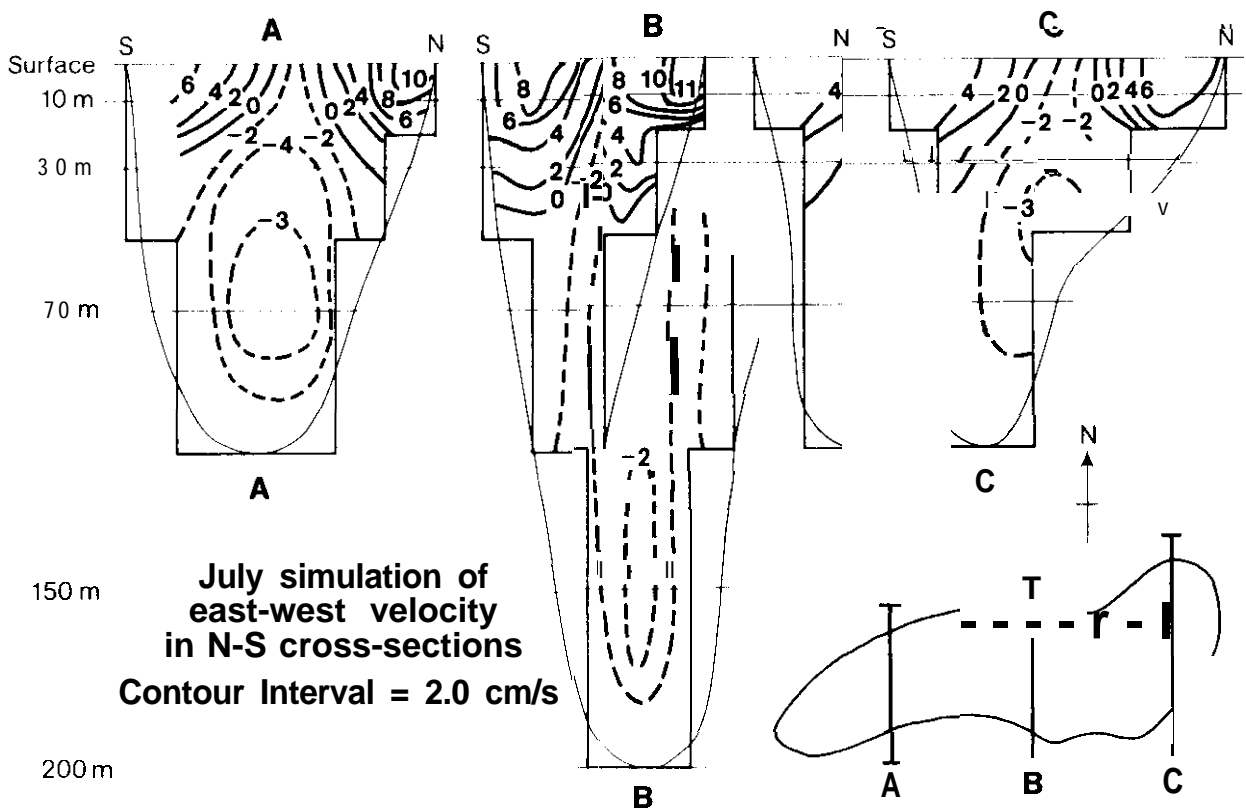 A B C
S N S N S N
Surface
6 4 2 0 0 2 4 8 10 6
8 8 10 11
6 4 6 4
4
4 2 0 0 2 4 6
10 m
-2 -4 -2
-2 -2
30 m
2 -2 2
0 0
-3
-3
v
70 m
A
C
N
-2
July simulation of
east-west velocity
in N-S cross-sections
Contour Interval = 2.0 cm/s
150 m
T
r
200 m
B
A B C